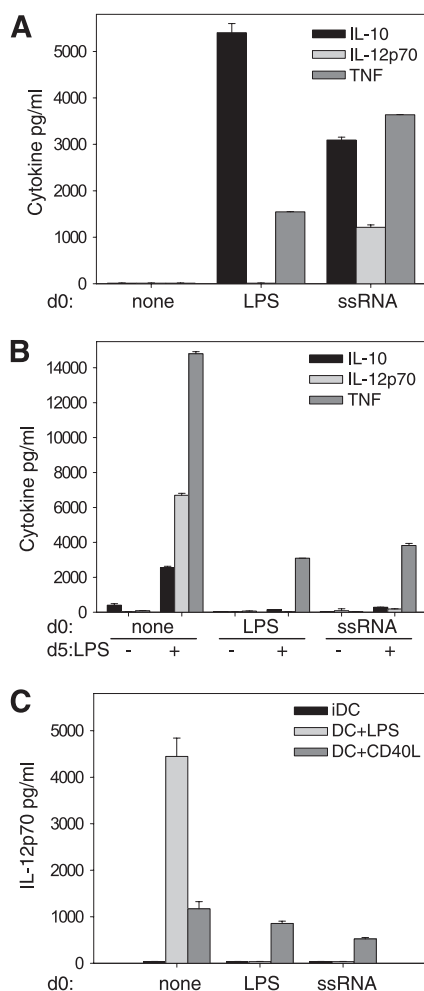 A
Cytokine pg/ml
5000
4000
3000
2000
1000
0
IL-10
IL-12p70
TNF
d0: none LPS ssRNA
B
Cytokine pg/ml
14000
12000
10000
8000
6000
4000
2000
0
IL-10
IL-12p70
TNF
d0: none LPS ssRNA
d5:LPS - + - + - +
C
IL-12p70 pg/ml
5000
4000
3000
2000
1000
0
iDC
DC+LPS
DC+CD40L
d0: none LPS ssRNA